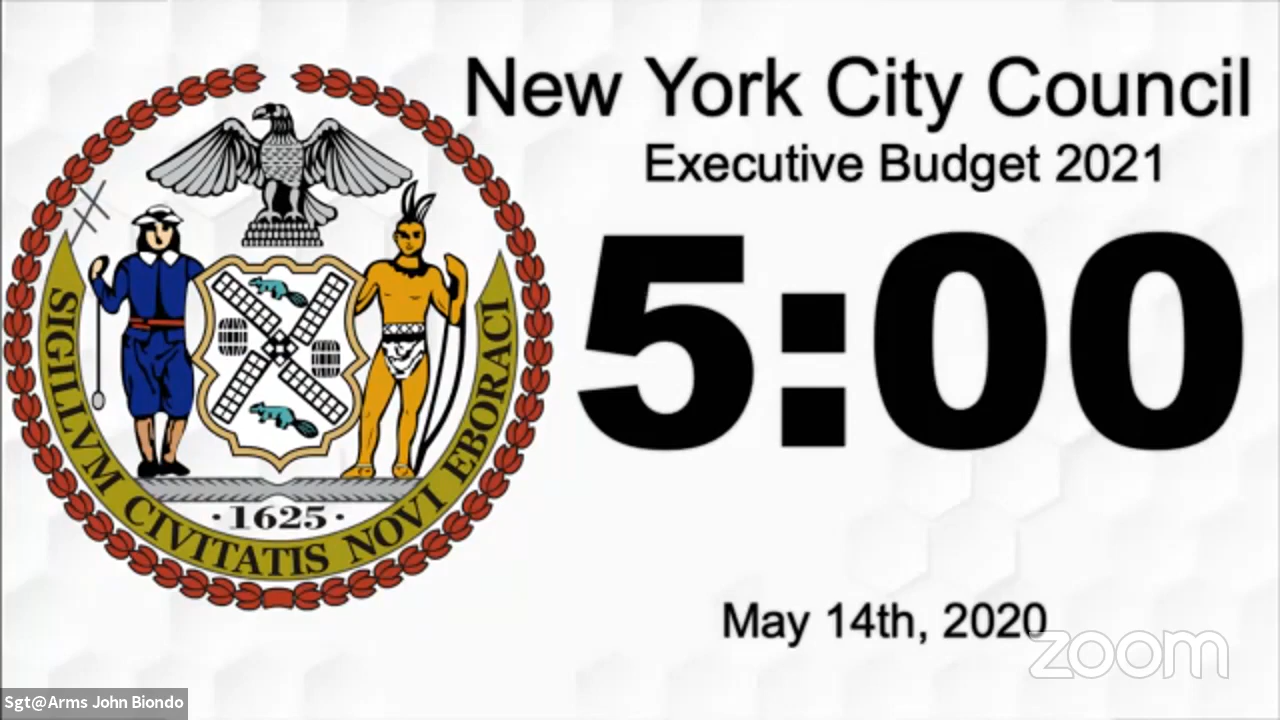 New York City Council
Executive Budget 2021
5:00
SIGILLVM CIVITATIS NOVI EBORACI
·1625·
May 14th, 2020
zoom
Sgt@Arms John Biondo